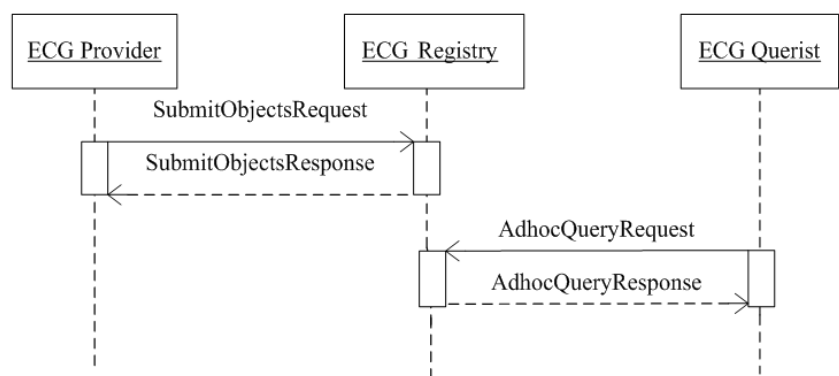 ECG Provider
ECG Registry
ECG Querist
SubmitObjectsRequest
SubmitObjectsResponse
AdhocQueryRequest
AdhocQueryResponse